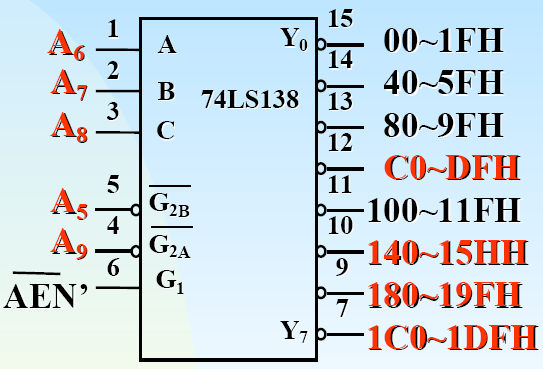 15
A6 1 A Y0 00~1FH
14
A7 2 B 74LS138 40~5FH
13
A8 3 C 80~9FH
12
C0~DFH
11
A5 5 G2B 100~11FH
10
A9 4 G2A 140~15HH
9
AEN’ 6 G1 180~19FH
7
Y7 1C0~1DFH